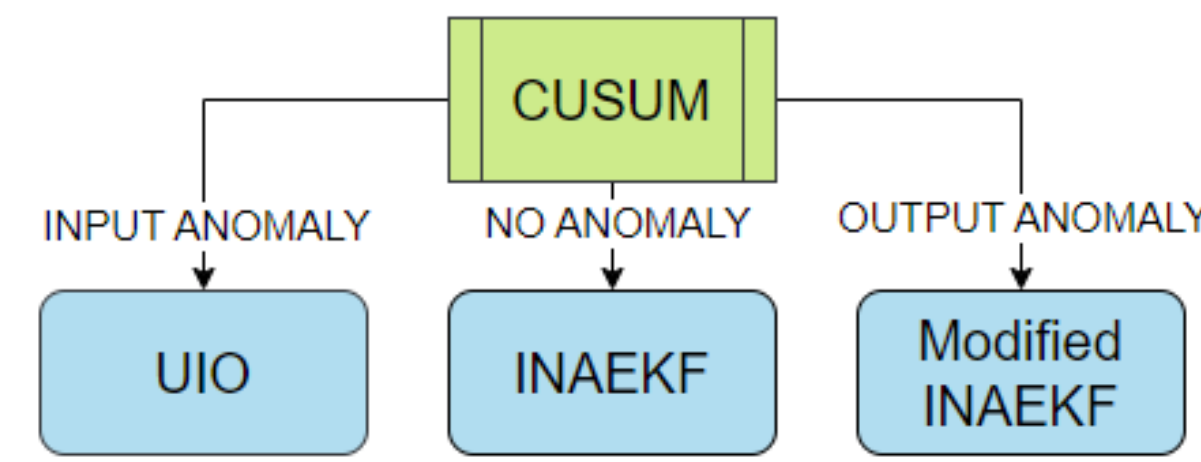 CUSUM
INPUT ANOMALY
NO ANOMALY
OUTPUT ANOMALY
UIO
INAEKF
Modified
INAEKF